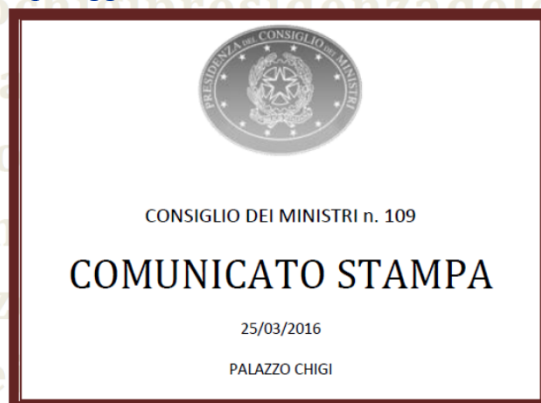 PRESIDENZA DEL CONSIGLIO DEI MINISTRI
CONSIGLIO DEI MINISTRI n. 109
COMUNICATO STAMPA
25/03/2016
PALAZZO CHIGI